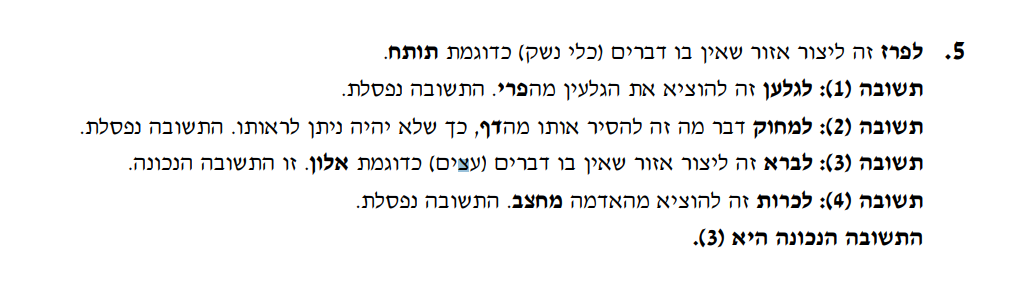 5. לפרז זה ליצור אזור שאין בו דברים (כלי נשק) כדוגמת תותח.
תשובה (1): לגלען זה להוציא את הגלעין מהפרי. התשובה נפסלת.
תשובה (2): למחוק דבר מה זה להסיר אותו מהדף, כך שלא יהיה ניתן לראותו. התשובה נפסלת.
תשובה (3): לברא זה ליצור אזור שאין בו דברים (עצים) כדוגמת אלון. זו התשובה הנכונה.
תשובה (4): לכרות זה להוציא מהאדמה מחצב. התשובה נפסלת.
התשובה הנכונה היא (3).